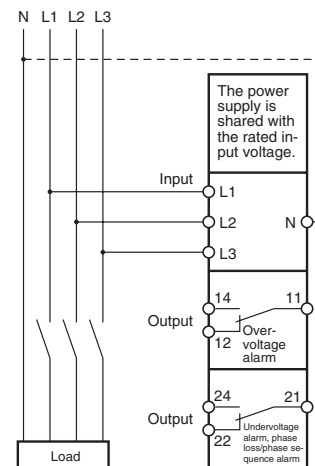 N L1 L2 L3
The power
supply is
shared with
the rated in-
put voltage.
Input
L1
L2
N
L3
14
11
Output
12
Over-
voltage
alarm
24
21
Output
22
Undervoltage
alarm, phase
loss/phase se-
quence alarm
Load